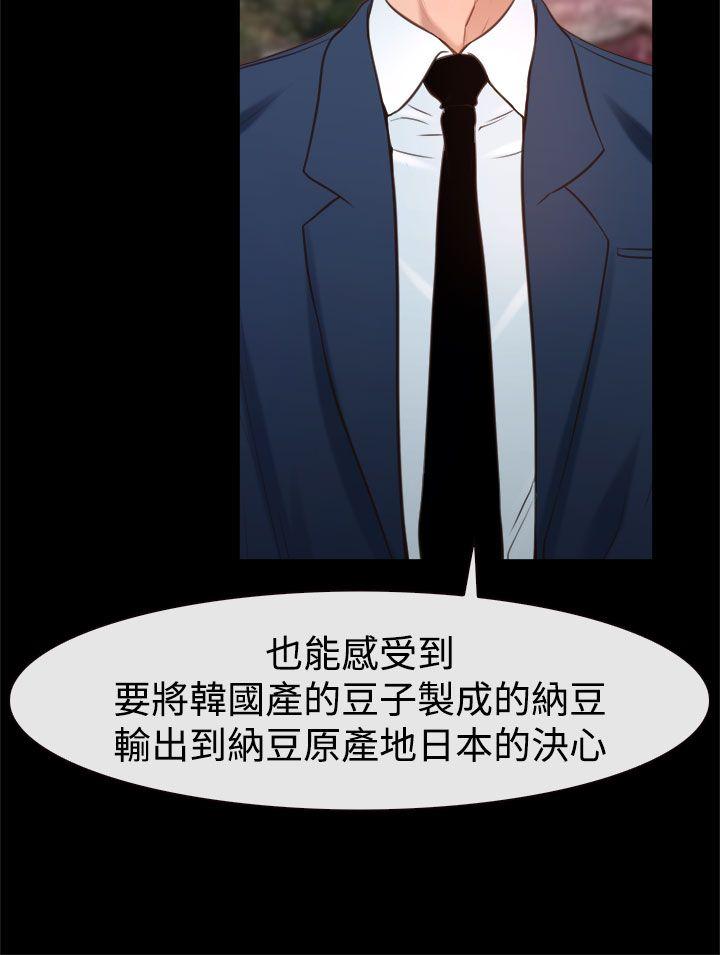 也能感受到
要將韓國產的豆子製成的納豆
輸出到納豆原產地日本的決心